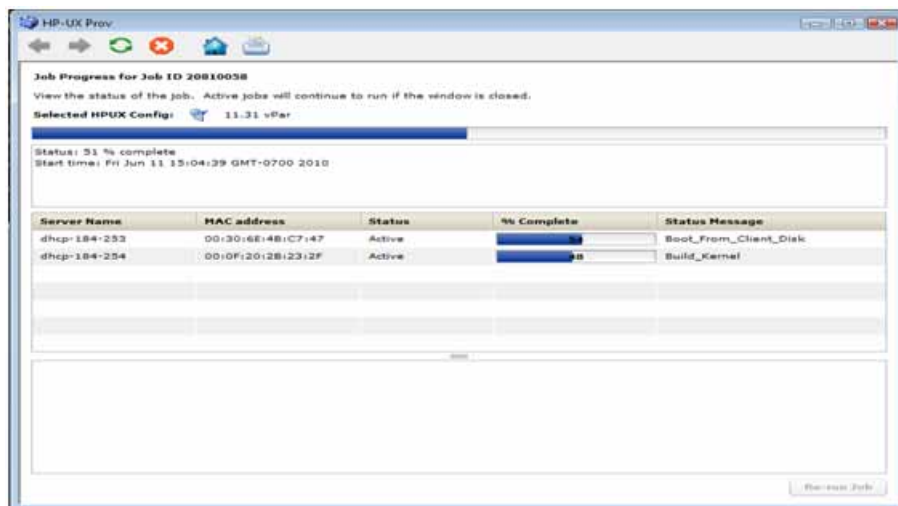 HP-UX Prov
Job Progress for Job ID 20810058
View the status of the job. Active jobs will continue to run if the window is closed.
Selected HPUX Config: 11.31 vPar
Status: 51 % complete
Start time: Fri Jun 11 15:04:39 GMT-0700 2010
Server Name MAC address Status % Complete Status Message
dhcp-184-253 00:30:6E:4B:C7:47 Active Boot_From_Client_Disk
dhcp-184-254 00:0F:20:2B:23:2F Active 48 Build_Kernel
Re-run Job